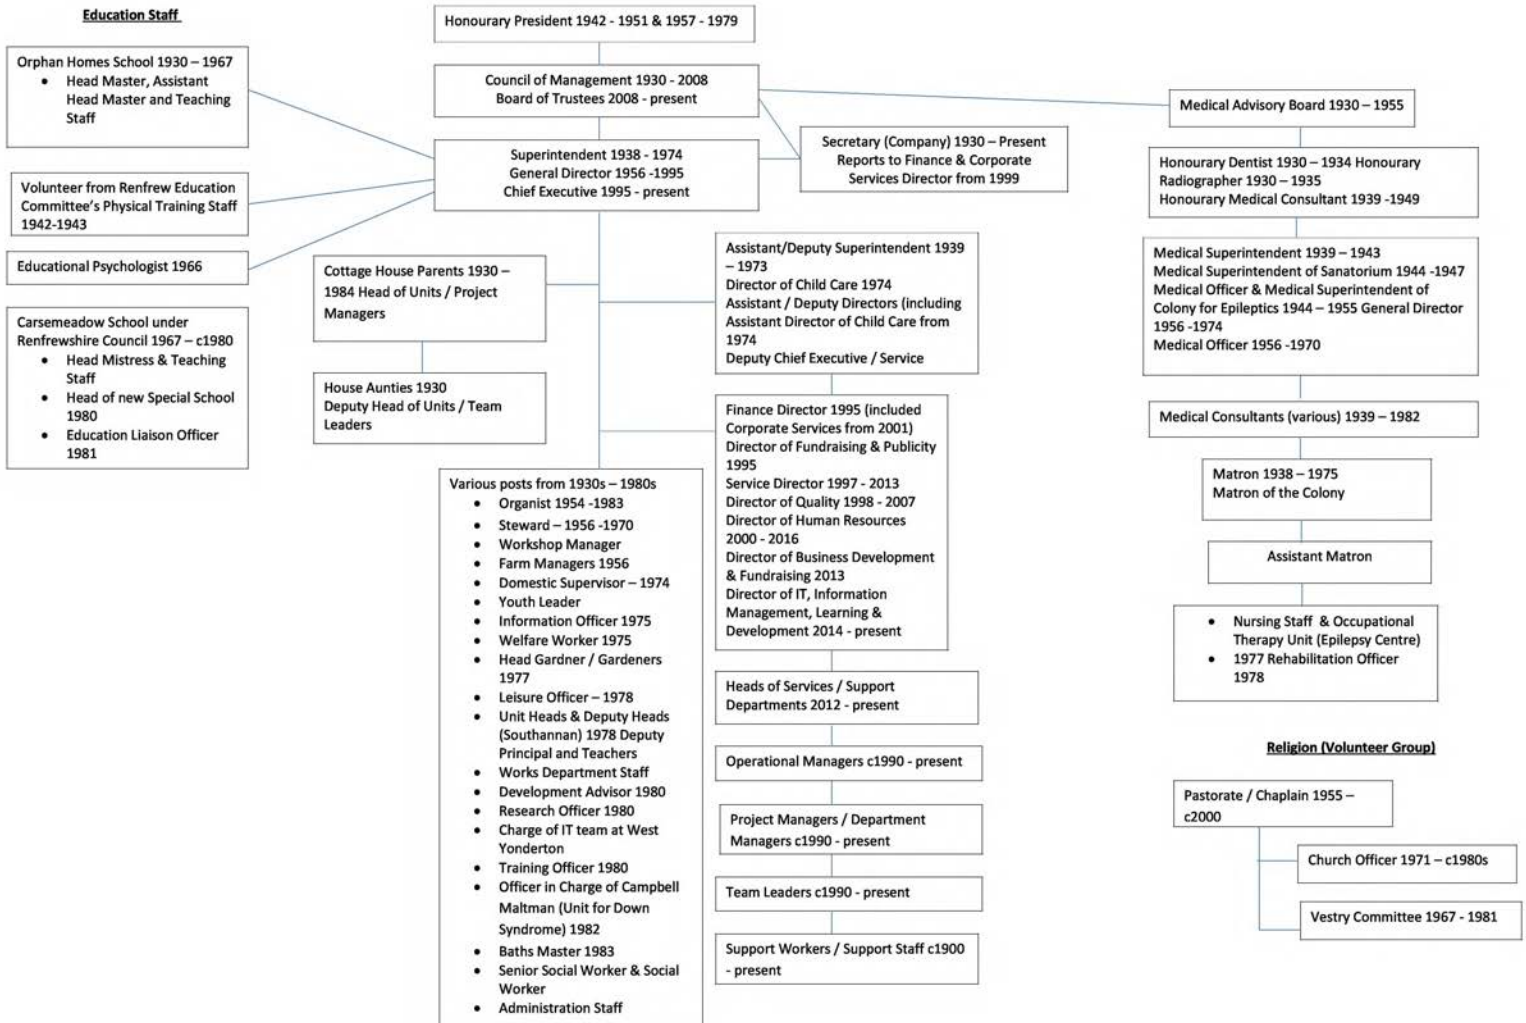 Education Staff
Orphan Homes School 1930 – 1967
• Head Master, Assistant
Head Master and Teaching
Staff
Volunteer from Renfrew Education
Committee's Physical Training Staff
1942-1943
Educational Psychologist 1966
Carsemeadow School under
Renfrewshire Council 1967 – c1980
• Head Mistress & Teaching
Staff
• Head of new Special School
1980
• Education Liaison Officer
1981
Honourary President 1942 - 1951 & 1957 - 1979
Council of Management 1930 - 2008
Board of Trustees 2008 - present
Superintendent 1938 - 1974
General Director 1956 -1995
Chief Executive 1995 - present
Secretary (Company) 1930 – Present
Reports to Finance & Corporate
Services Director from 1999
Cottage House Parents 1930 –
1984 Head of Units / Project
Managers
House Aunties 1930
Deputy Head of Units / Team
Leaders
Various posts from 1930s – 1980s
• Organist 1954 -1983
• Steward – 1956 -1970
• Workshop Manager
• Farm Managers 1956
• Domestic Supervisor – 1974
• Youth Leader
• Information Officer 1975
• Welfare Worker 1975
• Head Gardner / Gardeners
1977
• Leisure Officer – 1978
• Unit Heads & Deputy Heads
(Southannan) 1978 Deputy
Principal and Teachers
• Works Department Staff
• Development Advisor 1980
• Research Officer 1980
• Charge of IT team at West
Yonderton
• Training Officer 1980
• Officer in Charge of Campbell
Maltman (Unit for Down
Syndrome) 1982
• Baths Master 1983
• Senior Social Worker & Social
Worker
• Administration Staff
Assistant/Deputy Superintendent 1939
– 1973
Director of Child Care 1974
Assistant / Deputy Directors (including
Assistant Director of Child Care from
1974
Deputy Chief Executive / Service
Finance Director 1995 (included
Corporate Services from 2001)
Director of Fundraising & Publicity
1995
Service Director 1997 - 2013
Director of Quality 1998 - 2007
Director of Human Resources
2000 - 2016
Director of Business Development
& Fundraising 2013
Director of IT, Information
Management, Learning &
Development 2014 - present
Heads of Services / Support
Departments 2012 - present
Operational Managers c1990 - present
Project Managers / Department
Managers c1990 - present
Team Leaders c1990 - present
Support Workers / Support Staff c1900
- present
Medical Advisory Board 1930 – 1955
Honourary Dentist 1930 – 1934 Honourary
Radiographer 1930 – 1935
Honourary Medical Consultant 1939 -1949
Medical Superintendent 1939 – 1943
Medical Superintendent of Sanatorium 1944 -1947
Medical Officer & Medical Superintendent of
Colony for Epileptics 1944 – 1955 General Director
1956 -1974
Medical Officer 1956 -1970
Medical Consultants (various) 1939 – 1982
Matron 1938 – 1975
Matron of the Colony
Assistant Matron
• Nursing Staff & Occupational
Therapy Unit (Epilepsy Centre)
• 1977 Rehabilitation Officer
1978
Religion (Volunteer Group)
Pastorate / Chaplain 1955 –
c2000
Church Officer 1971 – c1980s
Vestry Committee 1967 - 1981